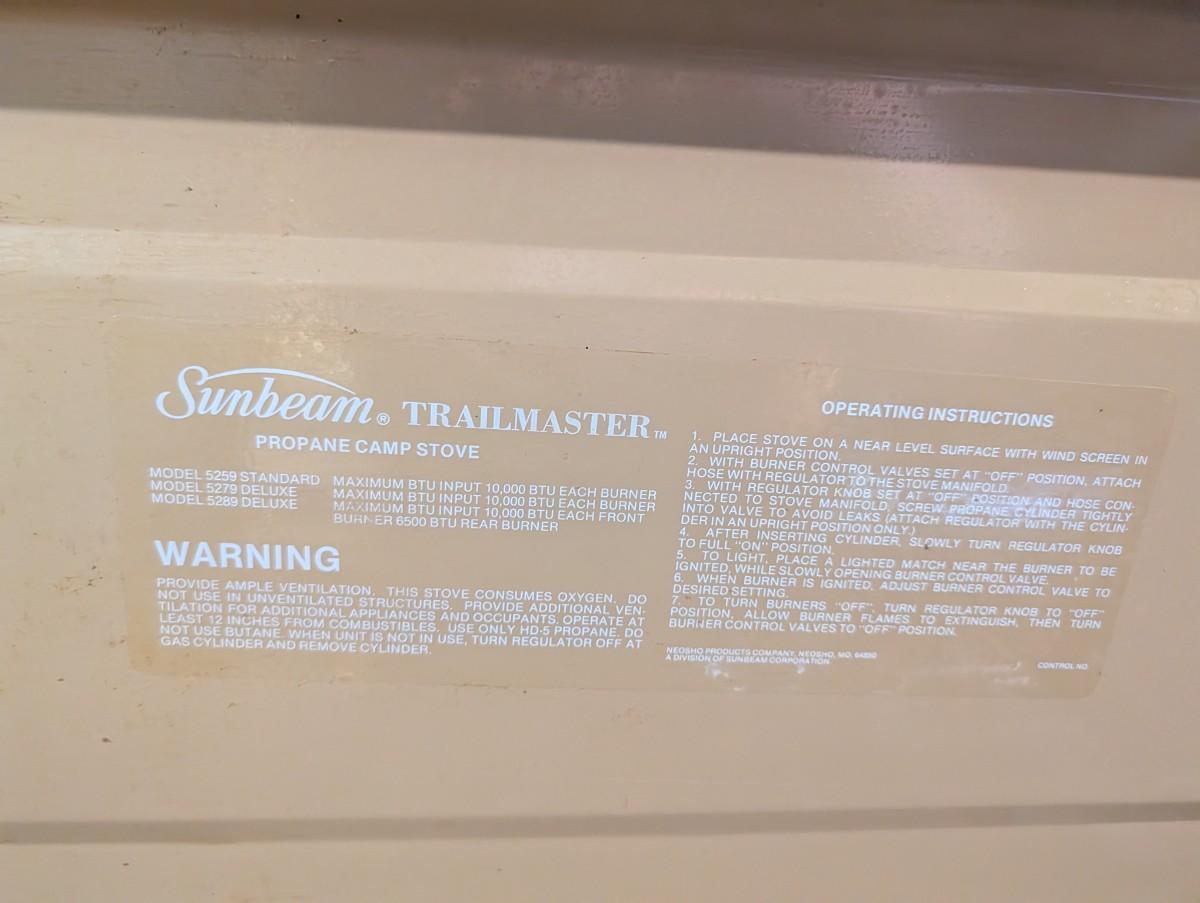 Sunbeam® TRAILMASTER™
PROPANE CAMP STOVE
MODEL 5259 STANDARD MAXIMUM BTU INPUT 10,000 BTU EACH BURNER
MODEL 5279 DELUXE MAXIMUM BTU INPUT 10,000 BTU EACH BURNER
MODEL 5289 DELUXE MAXIMUM BTU INPUT 10,000 BTU EACH FRONT
BURNER 6500 BTU REAR BURNER
WARNING
PROVIDE AMPLE VENTILATION. THIS STOVE CONSUMES OXYGEN. DO
NOT USE IN UNVENTILATED STRUCTURES. PROVIDE ADDITIONAL VEN-
TILATION FOR ADDITIONAL APPLIANCES AND OCCUPANTS. OPERATE AT
LEAST 12 INCHES FROM COMBUSTIBLES. USE ONLY HD-5 PROPANE. DO
NOT USE BUTANE. WHEN UNIT IS NOT IN USE, TURN REGULATOR OFF AT
GAS CYLINDER AND REMOVE CYLINDER.
OPERATING INSTRUCTIONS
1. PLACE STOVE ON A NEAR LEVEL SURFACE WITH WIND SCREEN IN
AN UPRIGHT POSITION.
2. WITH BURNER CONTROL VALVES SET AT "OFF" POSITION, ATTACH
HOSE WITH REGULATOR TO THE STOVE MANIFOLD.
3. WITH REGULATOR KNOB SET AT "OFF" POSITION AND HOSE CON-
NECTED TO STOVE MANIFOLD, SCREW PROPANE CYLINDER TIGHTLY
INTO VALVE TO AVOID LEAKS (ATTACH REGULATOR WITH THE CYLIN-
DER IN AN UPRIGHT POSITION ONLY.)
4. AFTER INSERTING CYLINDER, SLOWLY TURN REGULATOR KNOB
TO FULL "ON" POSITION.
5. TO LIGHT, PLACE A LIGHTED MATCH NEAR THE BURNER TO BE
IGNITED, WHILE SLOWLY OPENING BURNER CONTROL VALVE.
6. WHEN BURNER IS IGNITED, ADJUST BURNER CONTROL VALVE TO
DESIRED SETTING.
7. TO TURN BURNERS "OFF", TURN REGULATOR KNOB TO "OFF"
POSITION, ALLOW BURNER FLAMES TO EXTINGUISH, THEN TURN
BURNER CONTROL VALVES TO "OFF" POSITION.
NEOSHO PRODUCTS COMPANY, NEOSHO, MO. 64850
A DIVISION OF SUNBEAM CORPORATION
CONTROL NO.